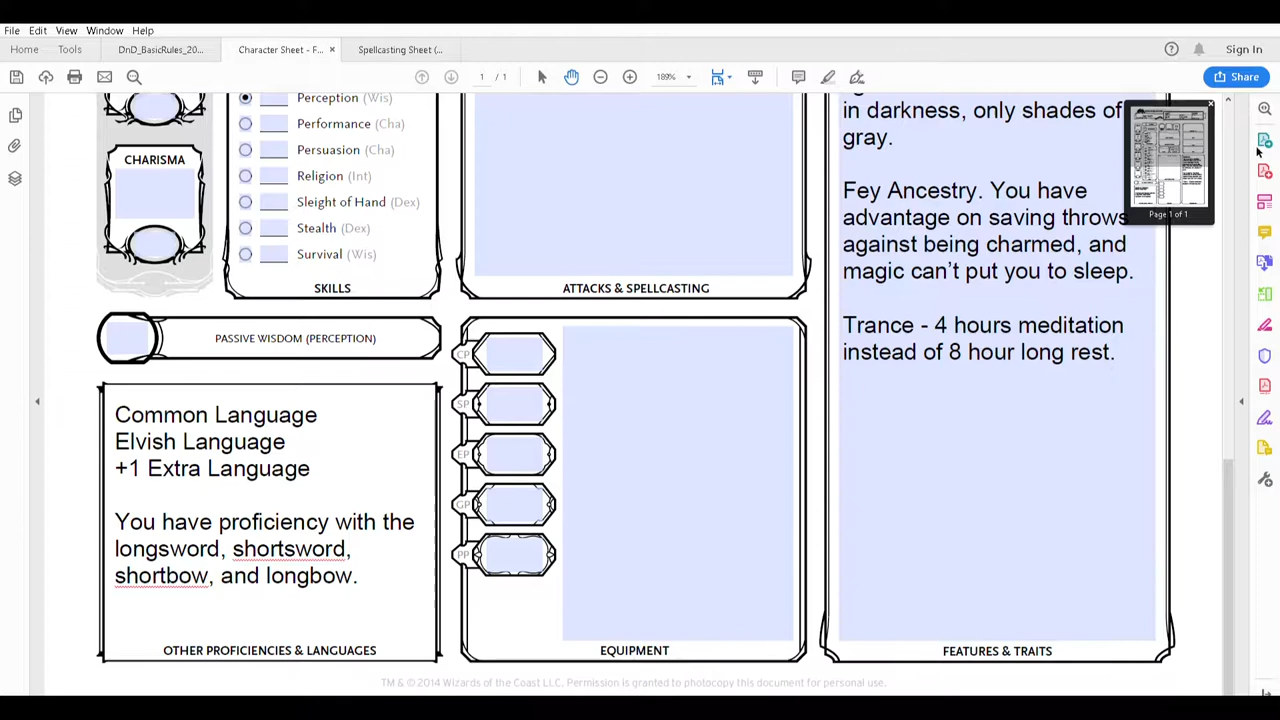 File Edit View Window Help
Home Tools DnD_BasicRules_20... Character Sheet - F... × Spellcasting Sheet (... Sign In
1 / 1 189% Share
Perception (Wis)
Performance (Cha)
Persuasion (Cha)
Religion (Int)
Sleight of Hand (Dex)
Stealth (Dex)
Survival (Wis)
SKILLS
CHARISMA
PASSIVE WISDOM (PERCEPTION)
Common Language
Elvish Language
+1 Extra Language
You have proficiency with the
longsword, shortsword,
shortbow, and longbow.
OTHER PROFICIENCIES & LANGUAGES
ATTACKS & SPELLCASTING
CP
SP
EP
GP
PP
EQUIPMENT
in darkness, only shades of
gray.
Fey Ancestry. You have
advantage on saving throws
against being charmed, and
magic can’t put you to sleep.
Trance - 4 hours meditation
instead of 8 hour long rest.
FEATURES & TRAITS
Page 1 of 1
TM & © 2014 Wizards of the Coast LLC. Permission is granted to photocopy this document for personal use.